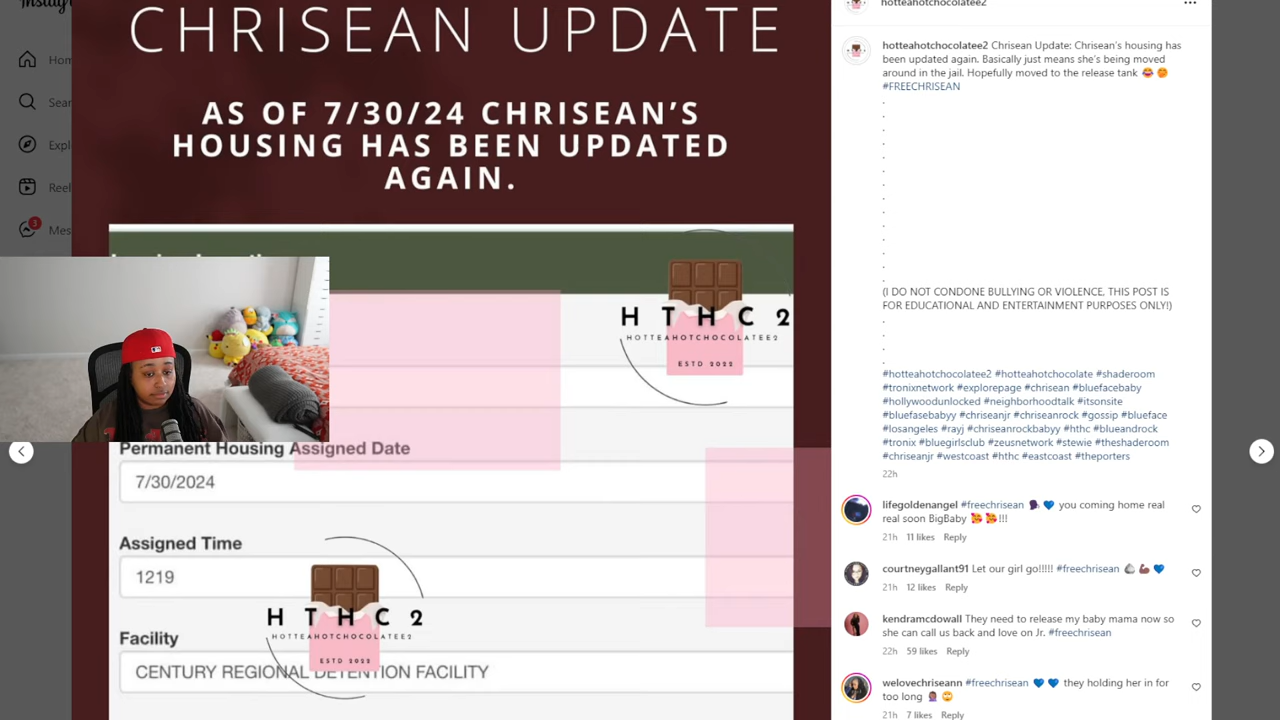 Hom
Sear
Expl
Reel
3
Mes
CHRISEAN UPDATE
AS OF 7/30/24 CHRISEAN'S
HOUSING HAS BEEN UPDATED
AGAIN.
H T H C 2
HOTTEAHOTCHOCOLATEE2
ESTD 2022
Permanent Housing Assigned Date
7/30/2024
Assigned Time
1219
H T H C 2
HOTTEAHOTCHOCOLATEE2
ESTD 2022
Facility
CENTURY REGIONAL DETENTION FACILITY
hotteahotchocolatee2
hotteahotchocolatee2 Chrisean Update: Chrisean's housing has
been updated again. Basically just means she's being moved
around in the jail. Hopefully moved to the release tank 😂 🤭
#FREECHRISEAN
.
.
.
.
.
.
.
.
.
.
.
.
.
.
(I DO NOT CONDONE BULLYING OR VIOLENCE, THIS POST IS
FOR EDUCATIONAL AND ENTERTAINMENT PURPOSES ONLY!)
.
.
.
.
#hotteahotchocolatee2 #hotteahotchocolate #shaderoom
#tronixnetwork #explorepage #chrisean #bluefacebaby
#hollywoodunlocked #neighborhoodtalk #itsonsite
#bluefasebabyy #chriseanjr #chriseanrock #gossip #blueface
#losangeles #rayj #chriseanrockbabyy #hthc #blueandrock
#tronix #bluegirlsclub #zeusnetwork #stewie #theshaderoom
#chriseanjr #westcoast #hthc #eastcoast #theporters
22h
lifegoldenangel #freechrisean 🗣 💙 you coming home real
real soon BigBaby 🥰 🥰!!!
21h 11 likes Reply
courtneygallant91 Let our girl go!!!!! #freechrisean 🪨 💪🏾 💙
21h 12 likes Reply
kendramcdowall They need to release my baby mama now so
she can call us back and love on Jr. #freechrisean
22h 59 likes Reply
welovechriseann #freechrisean 💙 💙 they holding her in for
too long 🤦🏾‍♀️ 🙄
21h 7 likes Reply